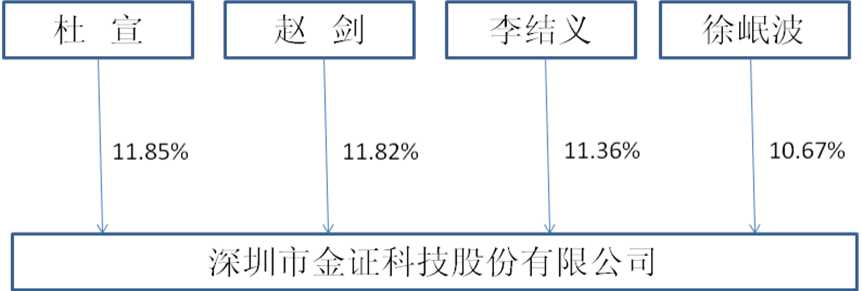 杜 宣 赵 剑 李结义 徐岷波
11.85% 11.82% 11.36% 10.67%
深圳市金证科技股份有限公司